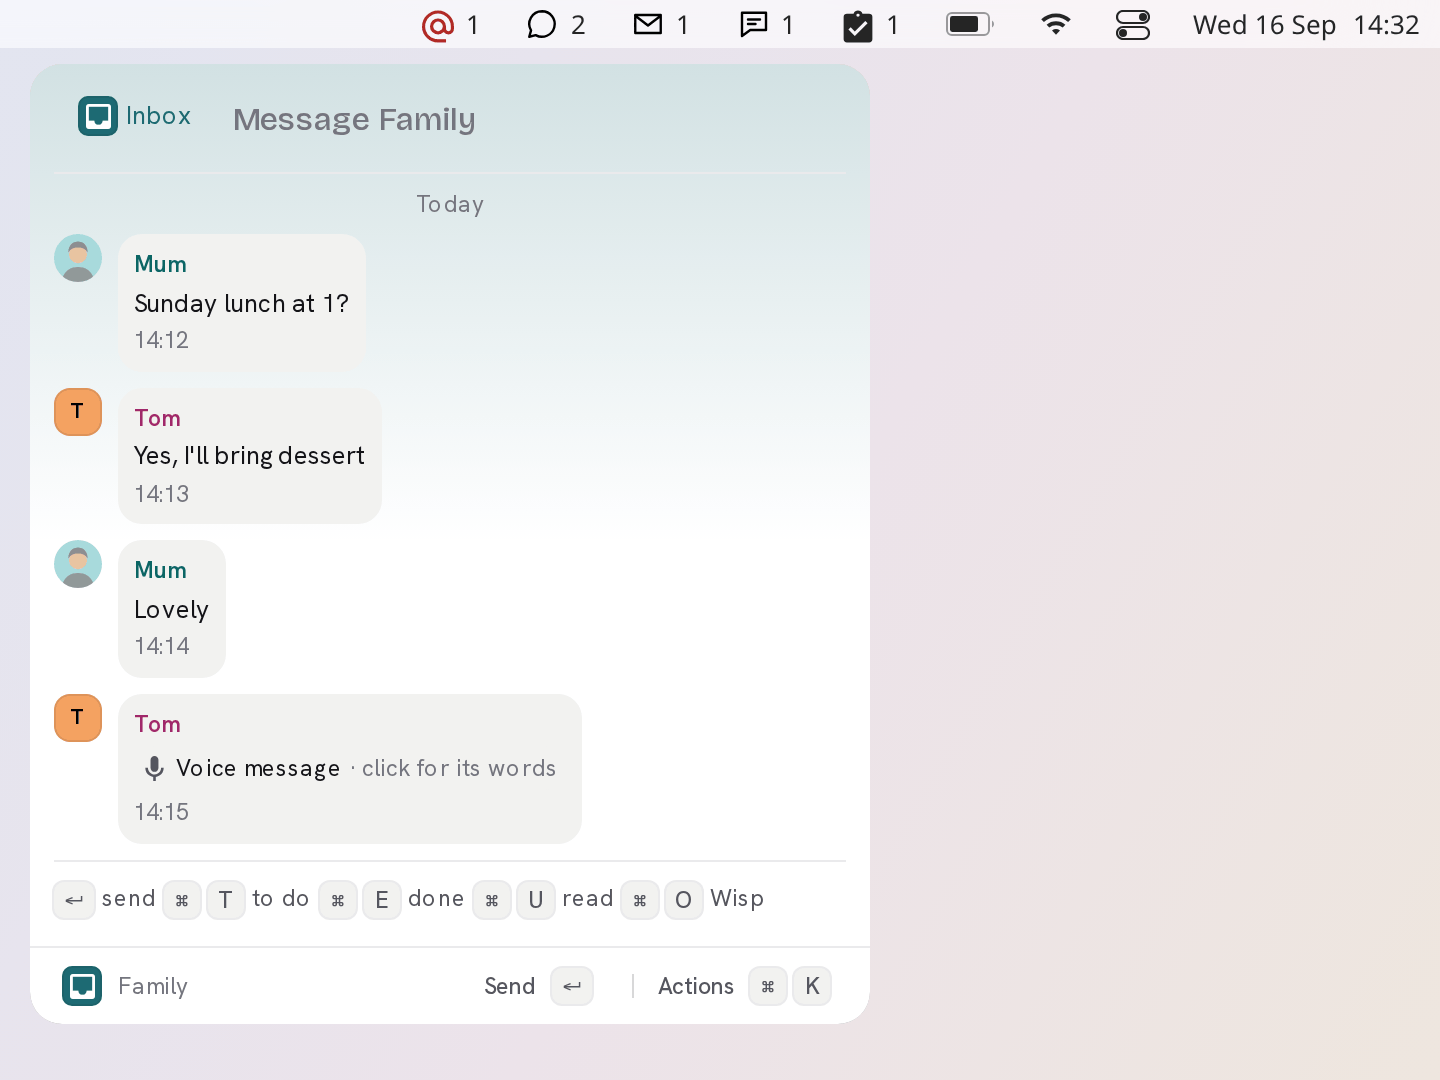 1 2 1 1 1 Wed 16 Sep 14:32
Inbox Message Family
Today
Mum
Sunday lunch at 1?
14:12
T
Tom
Yes, I'll bring dessert
14:13
Mum
Lovely
14:14
T
Tom
Voice message · click for its words
14:15
↵ send ⌘ T to do ⌘ E done ⌘ U read ⌘ O Wisp
Family Send ↵ Actions ⌘ K